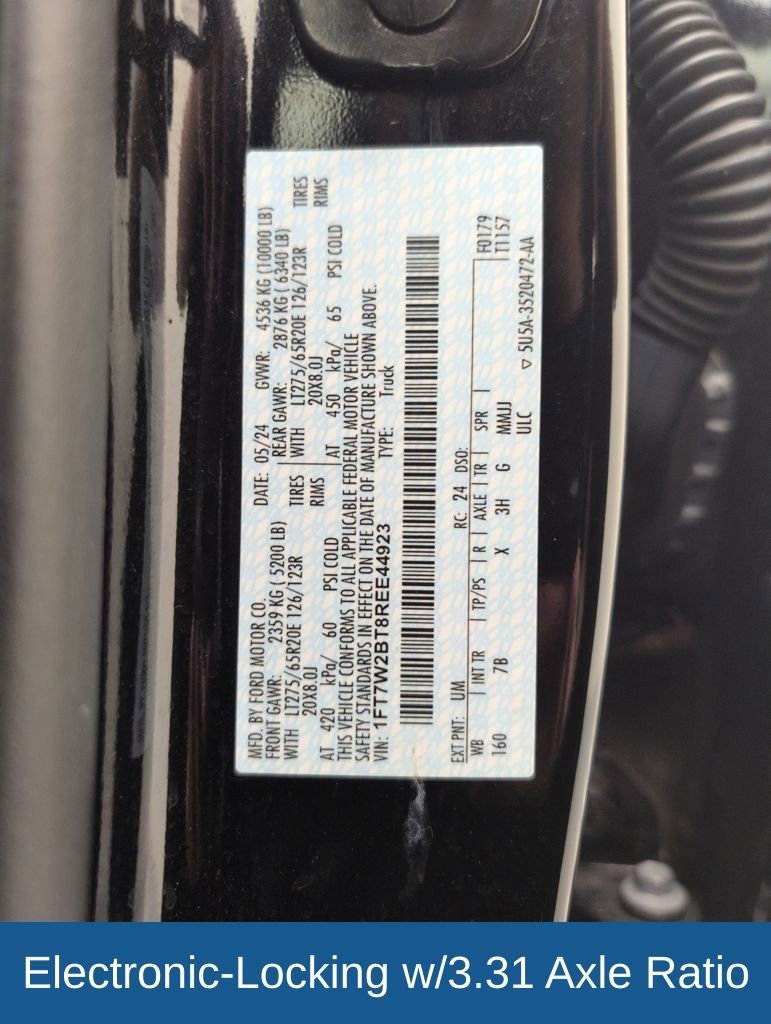 MFD. BY FORD MOTOR CO.
DATE: 05/24 GVWR: 4536 KG (10000 LB)
FRONT GAWR: 2359 KG ( 5200 LB)
REAR GAWR: 2876 KG ( 6340 LB)
WITH LT275/65R20E 126/123R TIRES
WITH LT275/65R20E 126/123R TIRES
20X8.0J RIMS
20X8.0J RIMS
AT 420 kPa/ 60 PSI COLD
AT 450 kPa/ 65 PSI COLD
THIS VEHICLE CONFORMS TO ALL APPLICABLE FEDERAL MOTOR VEHICLE
SAFETY STANDARDS IN EFFECT ON THE DATE OF MANUFACTURE SHOWN ABOVE.
VIN: 1FT7W2BT8REE44923 TYPE: Truck
EXT PNT: UM RC: 24 DSO:
WB INT TR TP/PS R AXLE TR SPR F0179
160 7B X 3H G MMJJ T1157
ULC ▽ 5U5A-3520472-AA
Electronic-Locking w/3.31 Axle Ratio